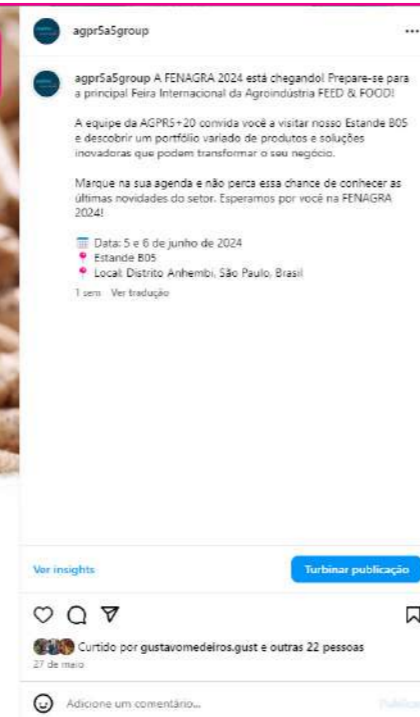 agpr5a5group
agpr5a5group A FENAGRA 2024 está chegando! Prepare-se para
a principal Feira Internacional da Agroindústria FEED & FOOD!
A equipe da AGPR5+20 convida você a visitar nosso Estande B05
e descobrir um portfólio variado de produtos e soluções
inovadoras que podem transformar o seu negócio.
Marque na sua agenda e não perca essa chance de conhecer as
últimas novidades do setor. Esperamos por você na FENAGRA
2024!
Data: 5 e 6 de junho de 2024
Estande B05
Local: Distrito Anhembi, São Paulo, Brasil
1 sem Ver tradução
Ver insights
Turbinar publicação
Curtido por gustavomedeiros.gust e outras 22 pessoas
27 de maio
Adicione um comentário...